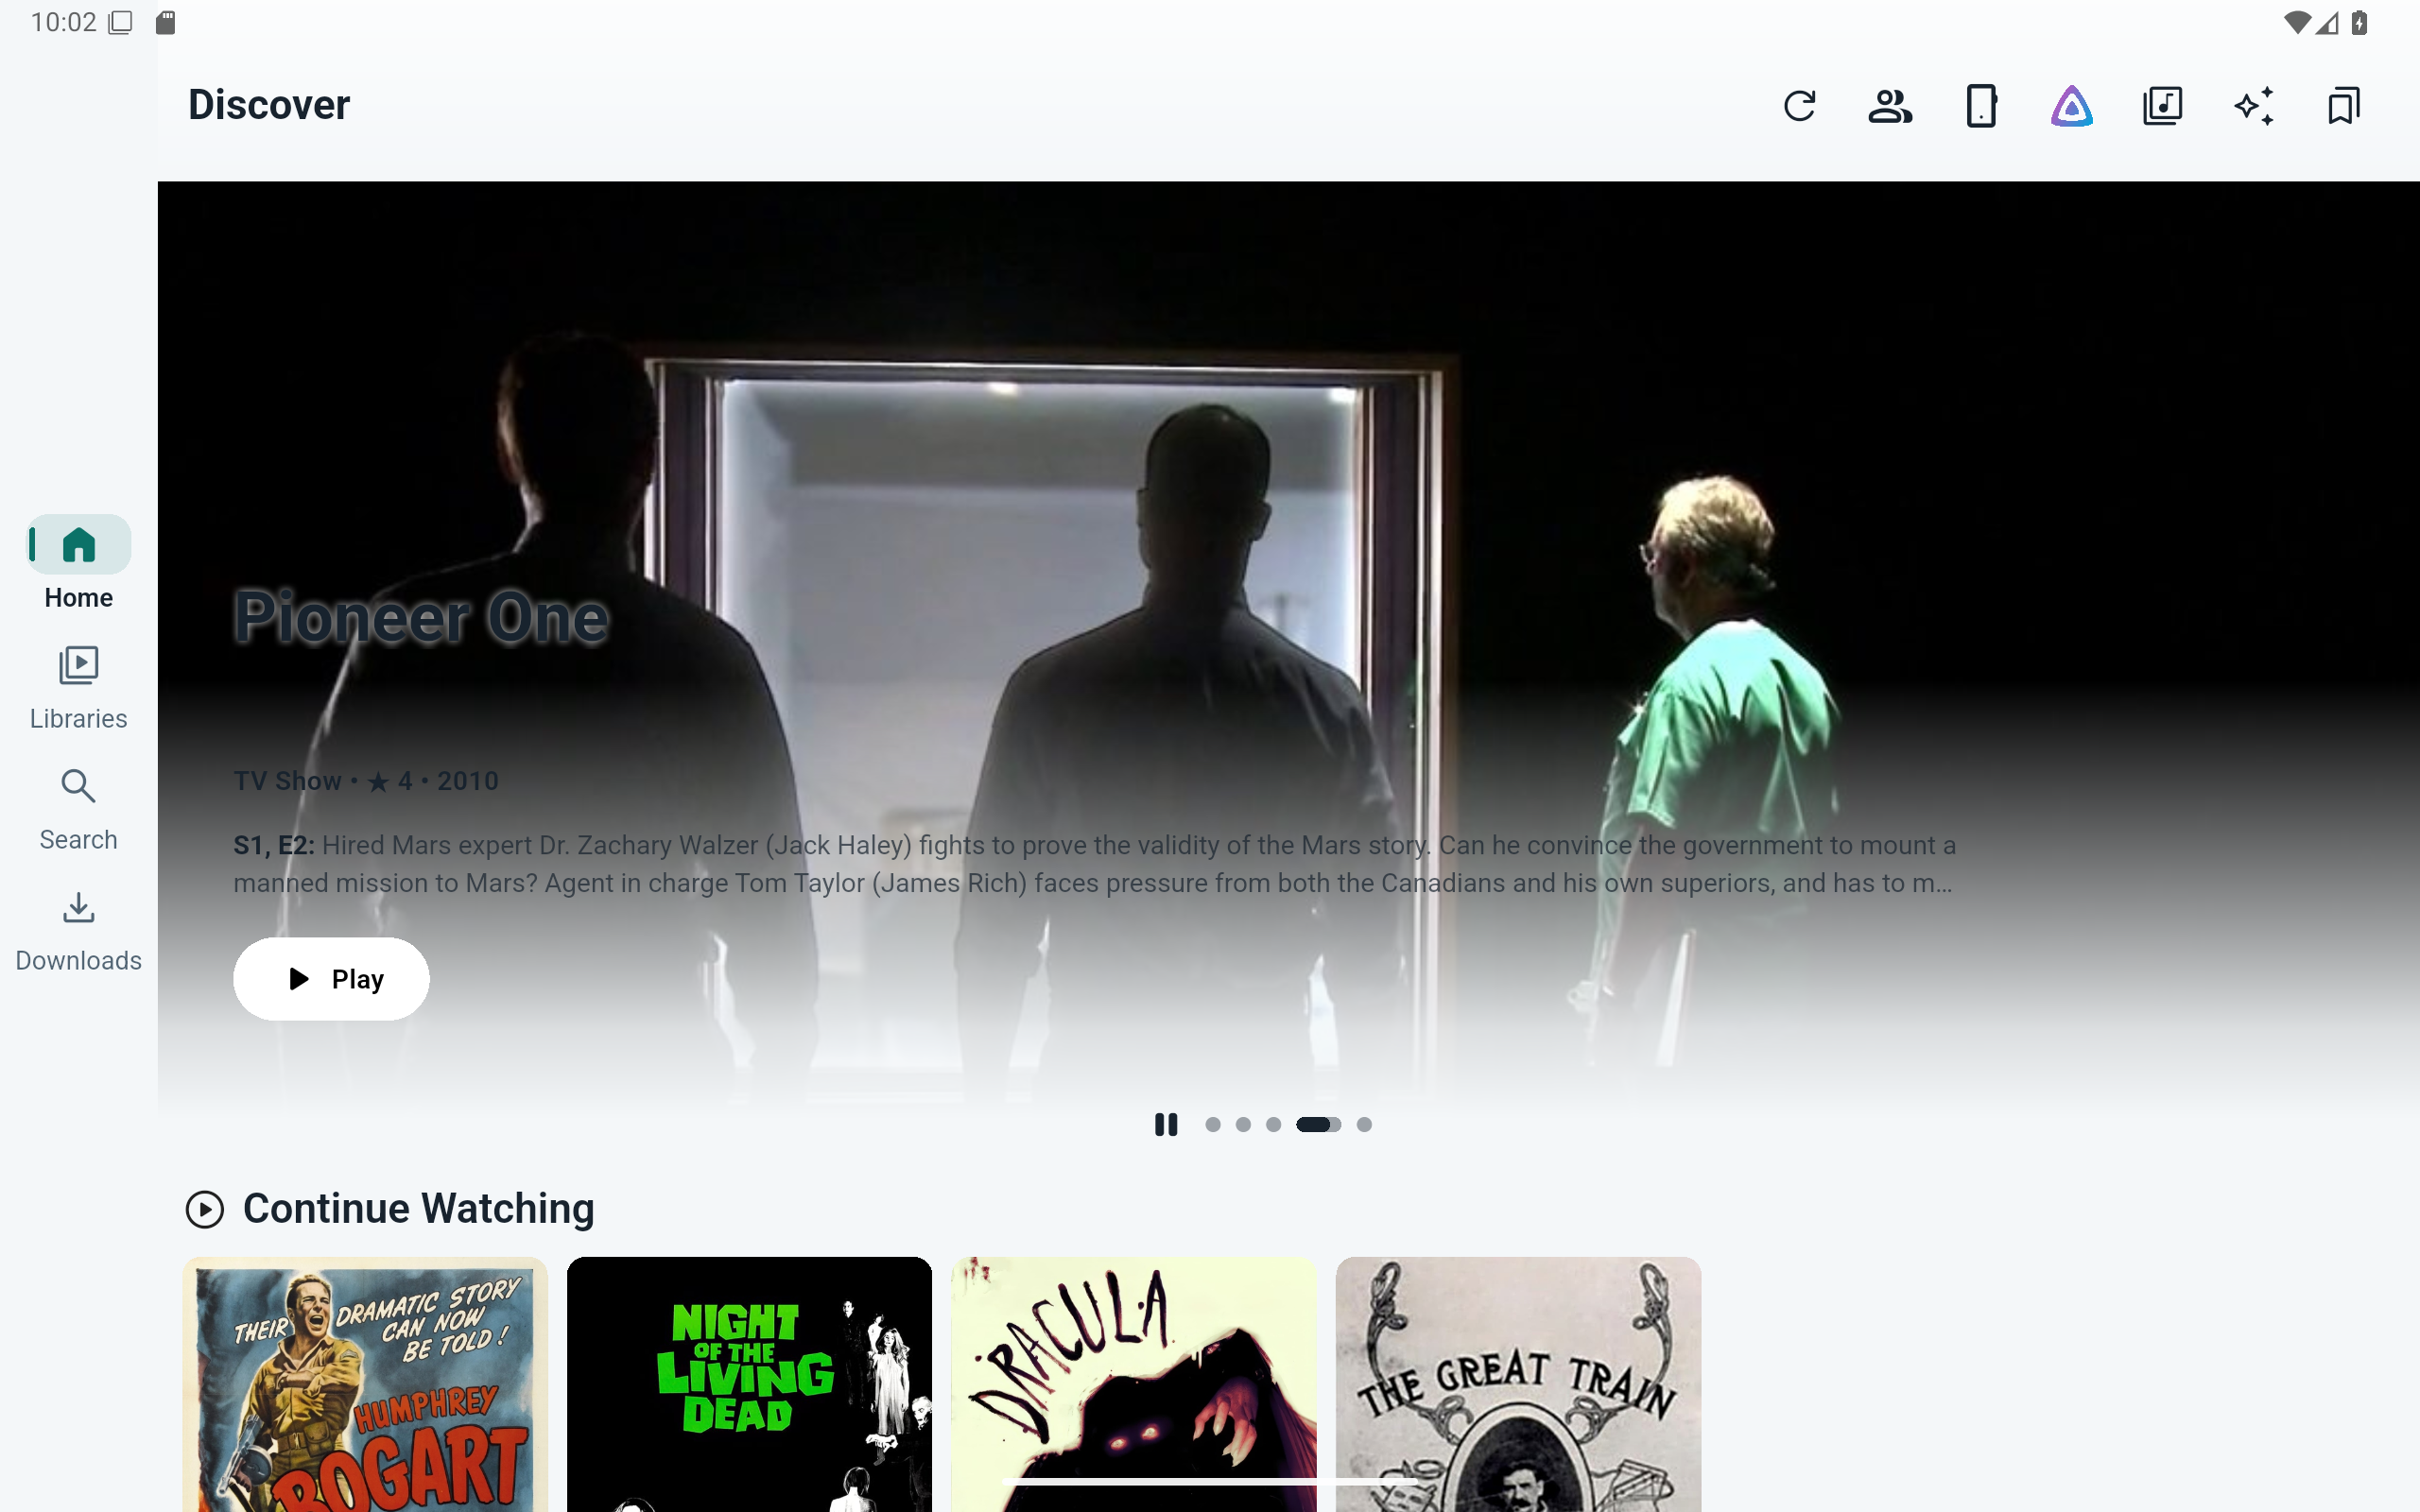 10:02
Discover
Home
Libraries
Search
Downloads
Pioneer One
TV Show • ★ 4 • 2010
S1, E2: Hired Mars expert Dr. Zachary Walzer (Jack Haley) fights to prove the validity of the Mars story. Can he convince the government to mount a
manned mission to Mars? Agent in charge Tom Taylor (James Rich) faces pressure from both the Canadians and his own superiors, and has to m...
Play
Continue Watching
THEIR DRAMATIC STORY
CAN NOW
BE TOLD!
HUMPHREY
BOGART
NIGHT
OF THE
LIVING
DEAD
DRACULA
THE GREAT TRAIN